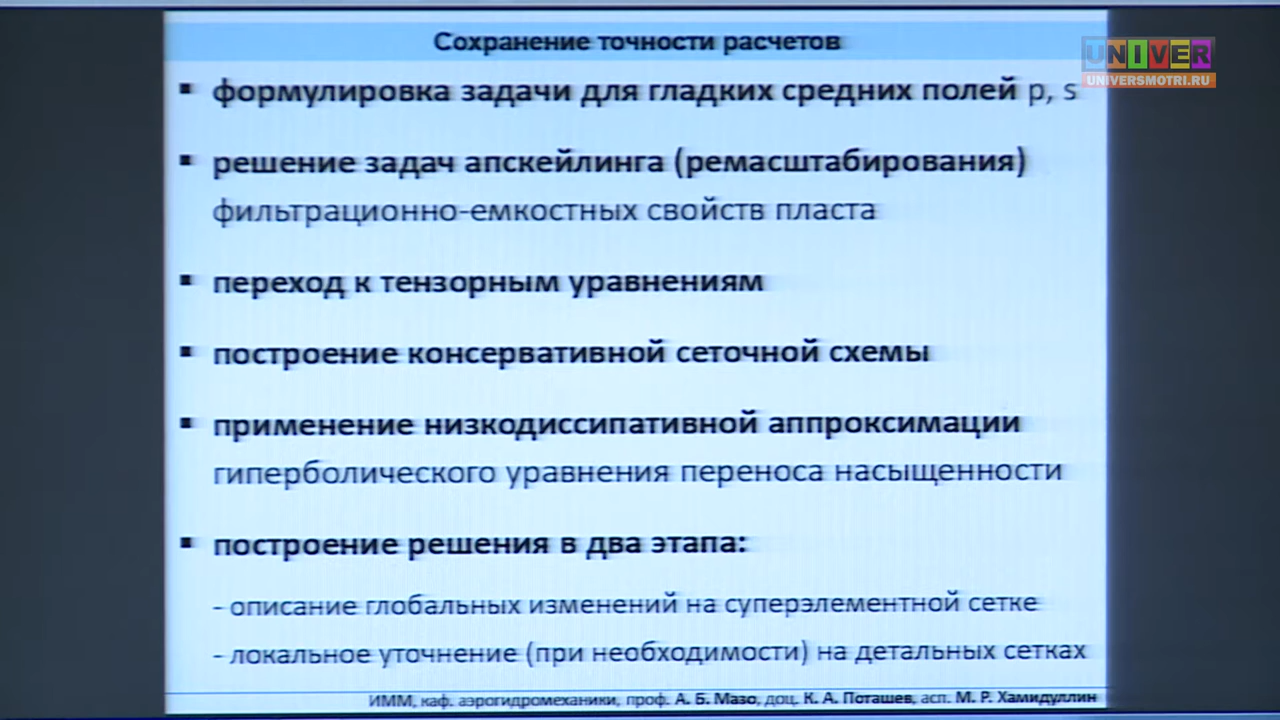 Сохранение точности расчетов
UNIVER
UNIVERSMOTRI.RU
▪ формулировка задачи для гладких средних полей p, s
▪ решение задач апскейлинга (ремасштабирования)
фильтрационно-емкостных свойств пласта
▪ переход к тензорным уравнениям
▪ построение консервативной сеточной схемы
▪ применение низкодиссипативной аппроксимации
гиперболического уравнения переноса насыщенности
▪ построение решения в два этапа:
- описание глобальных изменений на суперэлементной сетке
- локальное уточнение (при необходимости) на детальных сетках
ИММ, каф. аэрогидромеханики, проф. А. Б. Мазо, доц. К. А. Поташев, асп. М. Р. Хамидуллин